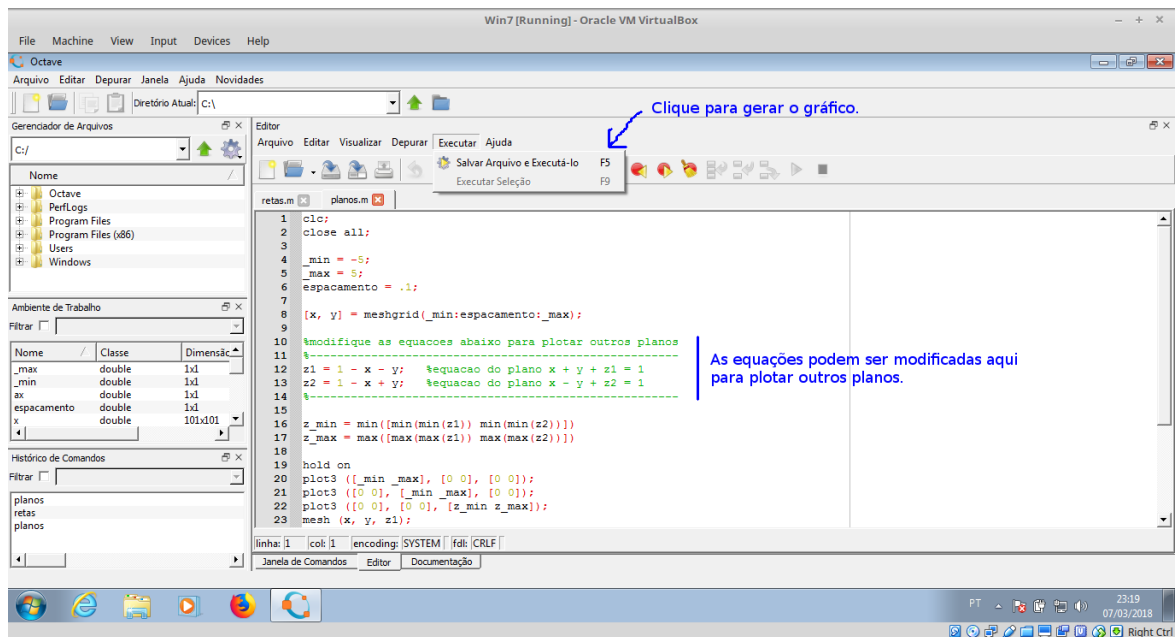 Win7 [Running] - Oracle VM VirtualBox
File Machine View Input Devices Help
Octave
Arquivo Editar Depurar Janela Ajuda Novidades
Diretório Atual: C:\
Clique para gerar o gráfico.
Gerenciador de Arquivos
C:/
Nome
Octave
PerfLogs
Program Files
Program Files (x86)
Users
Windows
Ambiente de Trabalho
Filtrar
Nome Classe Dimensãc
_max double 1x1
_min double 1x1
ax double 1x1
espacamento double 1x1
x double 101x101
Histórico de Comandos
Filtrar
planos
retas
planos
Editor
Arquivo Editar Visualizar Depurar Executar Ajuda
Salvar Arquivo e Executá-lo F5
Executar Seleção F9
retas.m planos.m
1 clc;
2 close all;
3
4 _min = -5;
5 _max = 5;
6 espacamento = .1;
7
8 [x, y] = meshgrid(_min:espacamento:_max);
9
10 %modifique as equacoes abaixo para plotar outros planos
11 %-------------------------------------------------------
12 z1 = 1 - x - y; %equacao do plano x + y + z1 = 1
13 z2 = 1 - x + y; %equacao do plano x - y + z2 = 1
14 %-------------------------------------------------------
15
16 z_min = min([min(min(z1)) min(min(z2))])
17 z_max = max([max(max(z1)) max(max(z2))])
18
19 hold on
20 plot3 ([_min _max], [0 0], [0 0]);
21 plot3 ([0 0], [_min _max], [0 0]);
22 plot3 ([0 0], [0 0], [z_min z_max]);
23 mesh (x, y, z1);
As equações podem ser modificadas aqui
para plotar outros planos.
linha: 1 col: 1 encoding: SYSTEM fdl: CRLF
Janela de Comandos Editor Documentação
PT
23:19
07/03/2018
Right Ctrl